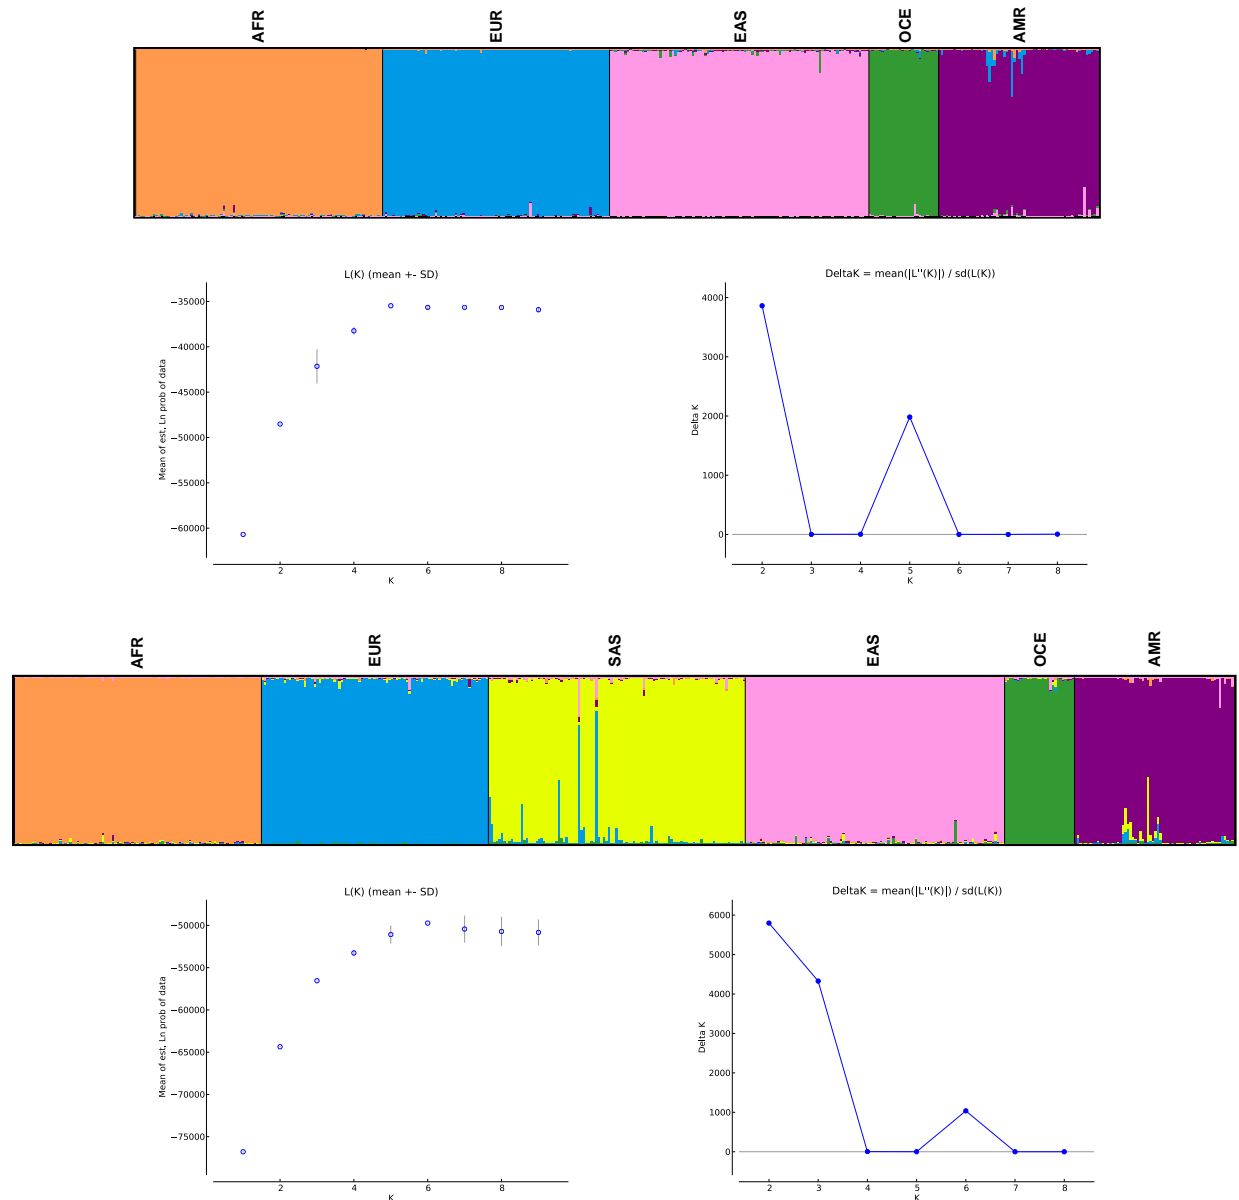 AFR EUR EAS OCE AMR
L(K) (mean +- SD)
Mean of est, Ln prob of data
−35000
−40000
−45000
−50000
−55000
−60000
2 4 6 8
K
DeltaK = mean(|L''(K)|) / sd(L(K))
Delta K
4000
3000
2000
1000
0
2 3 4 5 6 7 8
K
AFR EUR SAS EAS OCE AMR
L(K) (mean +- SD)
Mean of est, Ln prob of data
−50000
−55000
−60000
−65000
−70000
−75000
2 4 6 8
K
DeltaK = mean(|L''(K)|) / sd(L(K))
Delta K
6000
5000
4000
3000
2000
1000
0
2 3 4 5 6 7 8
K